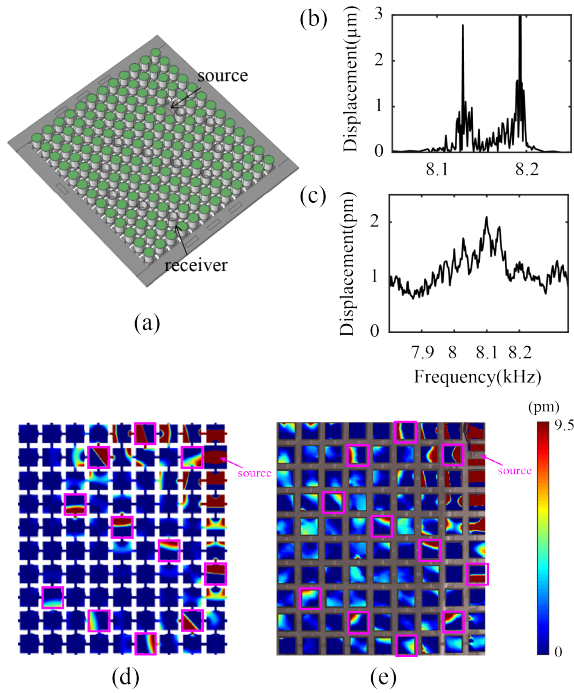 (b)
3
2
1
0
Displacement(μm)
8.1
8.2
source
receiver
(a)
(c)
2
1
0
Displacement(pm)
7.9
8
8.1
8.2
Frequency(kHz)
(pm)
9.5
0
source
source
(d)
(e)